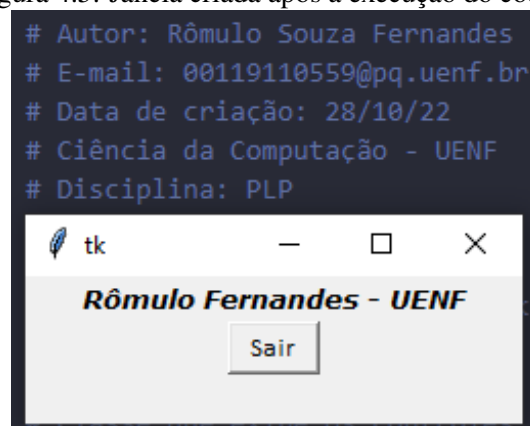 # Autor: Rômulo Souza Fernandes
# E-mail: 00119110559@pq.uenf.br
# Data de criação: 28/10/22
# Ciência da Computação - UENF
# Disciplina: PLP
tk
Rômulo Fernandes - UENF
Sair